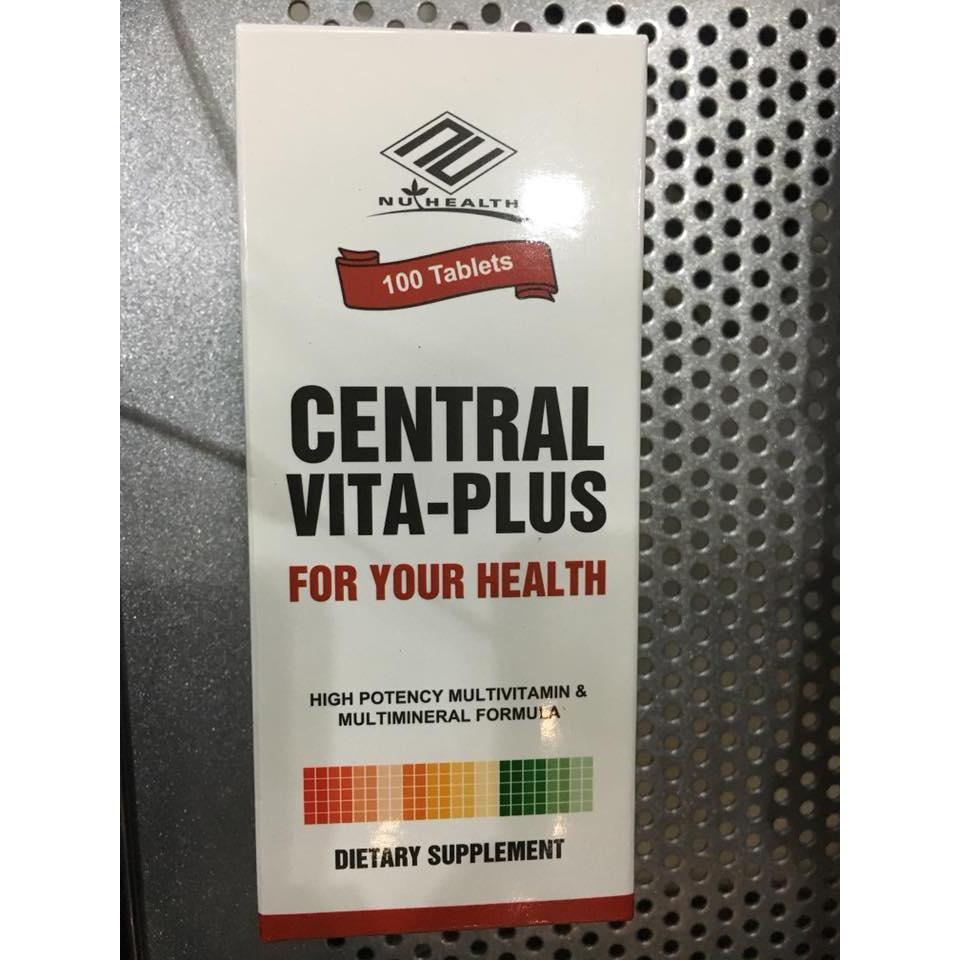 NU
NU HEALTH
100 Tablets
CENTRAL
VITA-PLUS
FOR YOUR HEALTH
HIGH POTENCY MULTIVITAMIN &
MULTIMINERAL FORMULA
DIETARY SUPPLEMENT